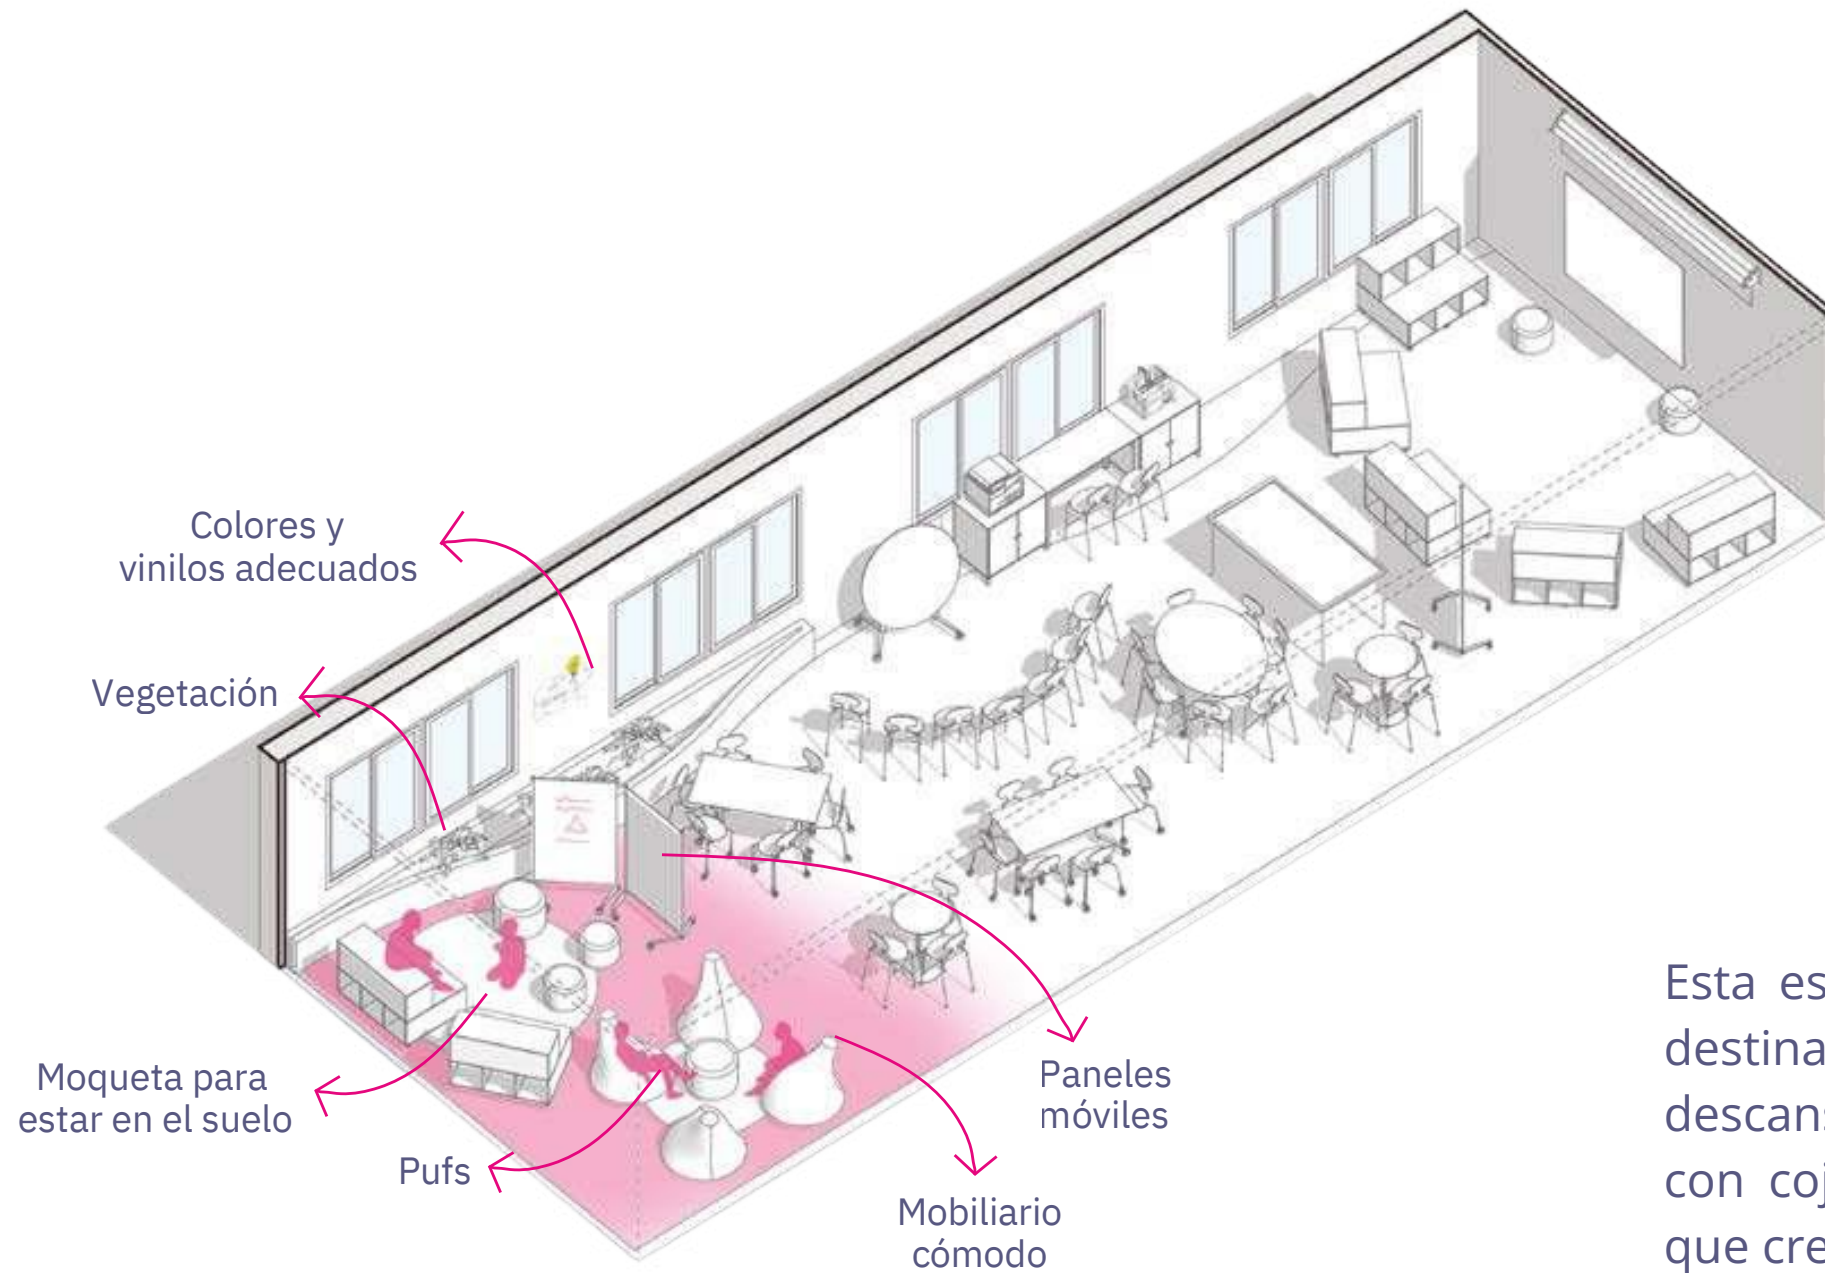 Colores y
vinilos adecuados
Vegetación
Moqueta para
estar en el suelo
Pufs
Paneles
móviles
Mobiliario
cómodo
Esta es
destina
descans
con coj
que cre